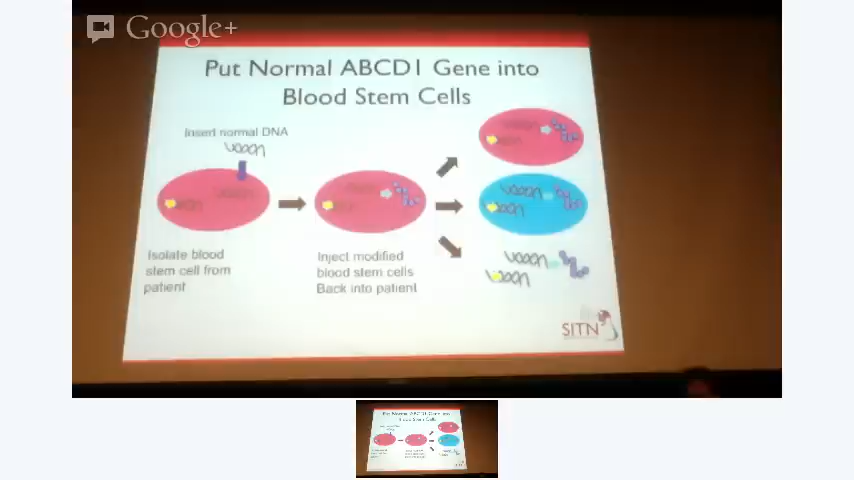 Google+
Put Normal ABCD1 Gene into
Blood Stem Cells
Insert normal DNA
Isolate blood
stem cell from
patient
Inject modified
blood stem cells
Back into patient
SITN